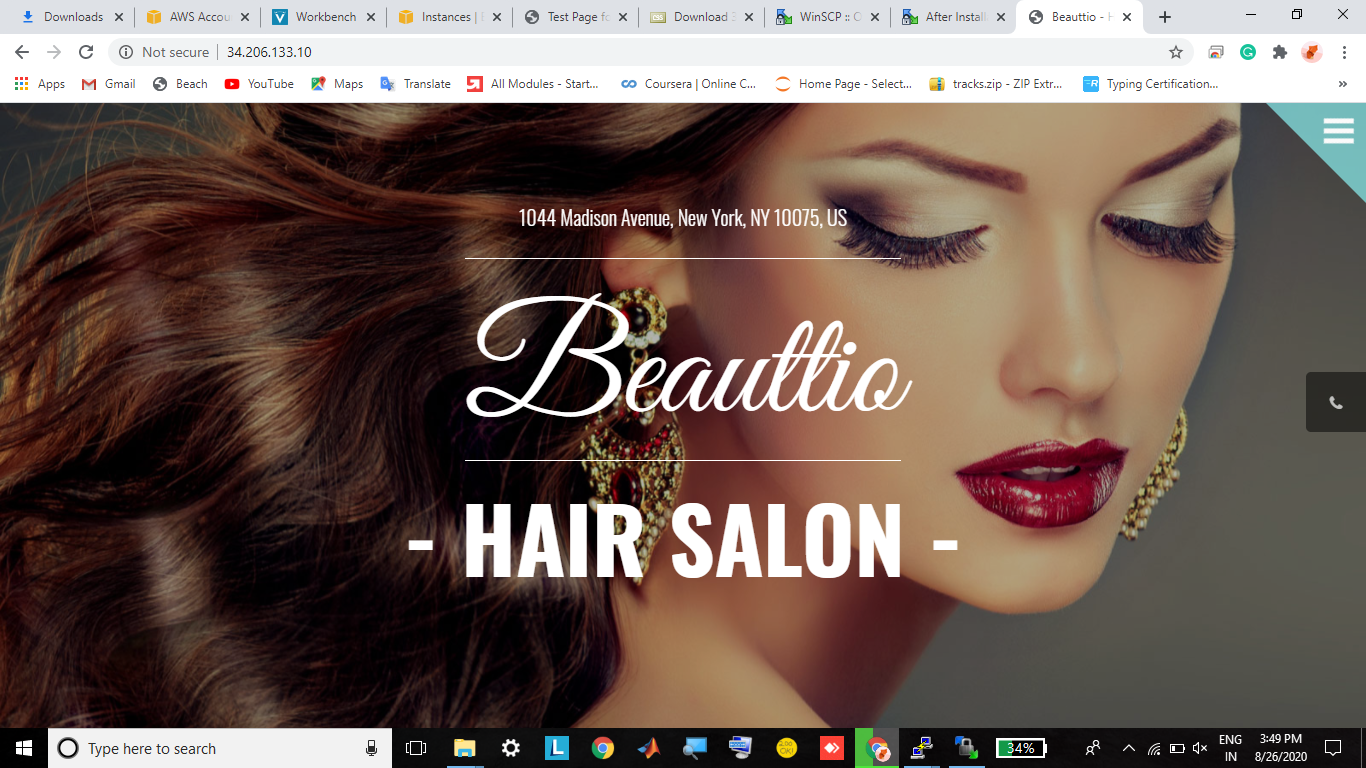 Downloads
AWS Accou
Workbench
Instances | E
Test Page fo
Download
WinSCP :: O
After Install
Beauttio - H
Not secure | 34.206.133.10
Apps Gmail Beach YouTube Maps Translate All Modules - Start... Coursera | Online C... Home Page - Select... tracks.zip - ZIP Extr... Typing Certification... »
1044 Madison Avenue, New York, NY 10075, US
Beauttio
- HAIR SALON -
Type here to search
34%
ENG
IN
3:49 PM
8/26/2020